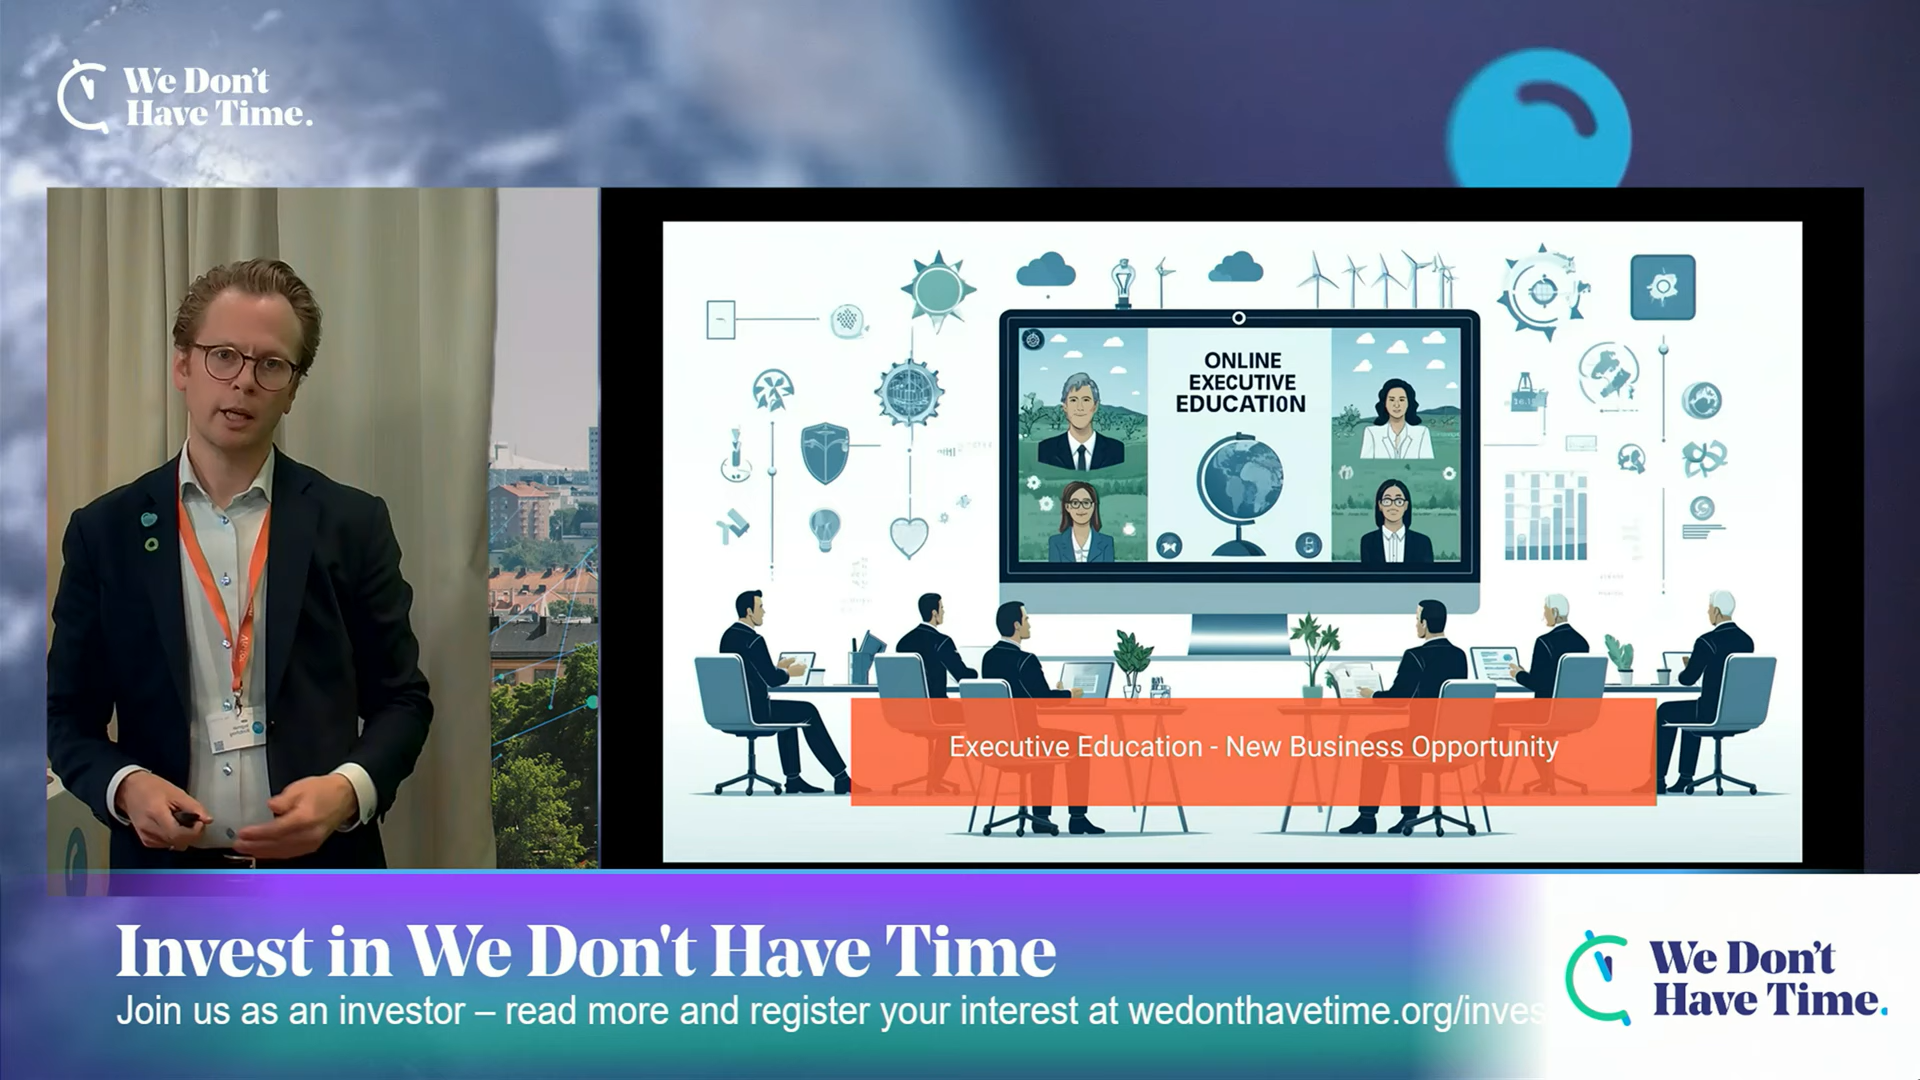 We Don't
Have Time.
ONLINE
EXECUTIVE
EDUCATION
Executive Education - New Business Opportunity
Invest in We Don't Have Time
Join us as an investor – read more and register your interest at wedonthavetime.org/inves
We Don't
Have Time.